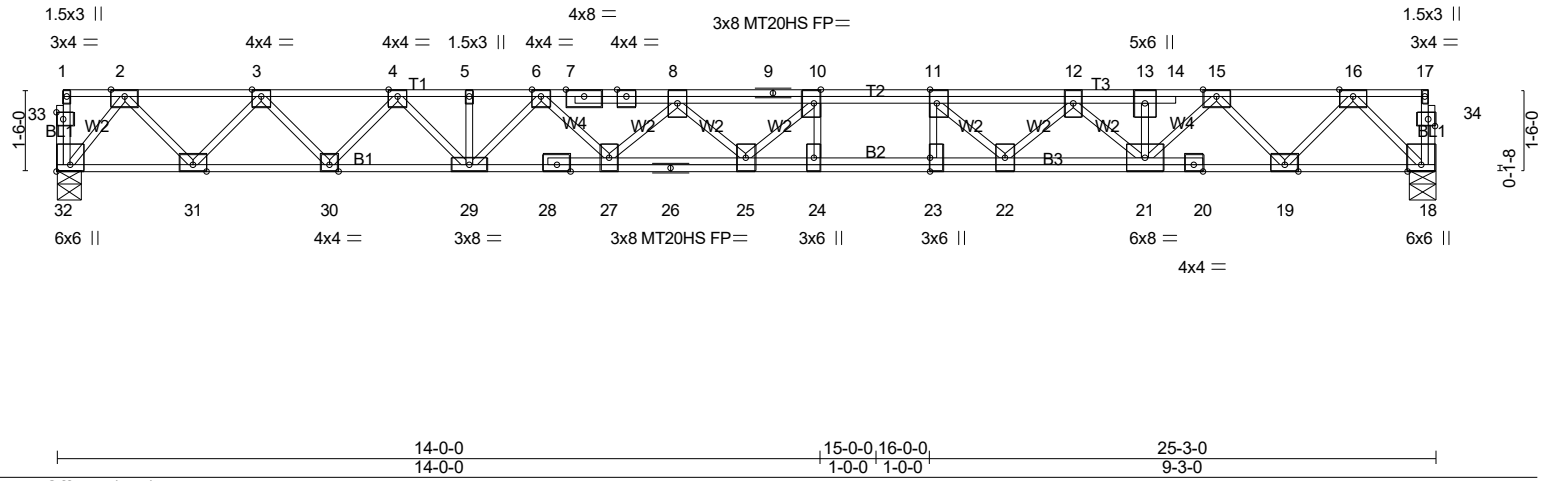 1.5x3 || 4x8 = 1.5x3 ||
3x8 MT20HS FP=
3x4 = 4x4 = 4x4 = 1.5x3 || 4x4 = 4x4 = 5x6 || 3x4 =
1 2 3 4 5 6 7 8 9 10 11 12 13 14 15 16 17
T1 T2 T3
33 34
BL1 W2 W4 W2 W2 W2 W2 W2 W2 W4 BL1
1-6-0 1-6-0
B1 B2 B3
0-1-8
32 31 30 29 28 27 26 25 24 23 22 21 20 19 18
6x6 || 4x4 = 3x8 = 3x8 MT20HS FP= 3x6 || 3x6 || 6x8 = 6x6 ||
4x4 =
14-0-0 15-0-0 16-0-0 25-3-0
14-0-0 1-0-0 1-0-0 9-3-0